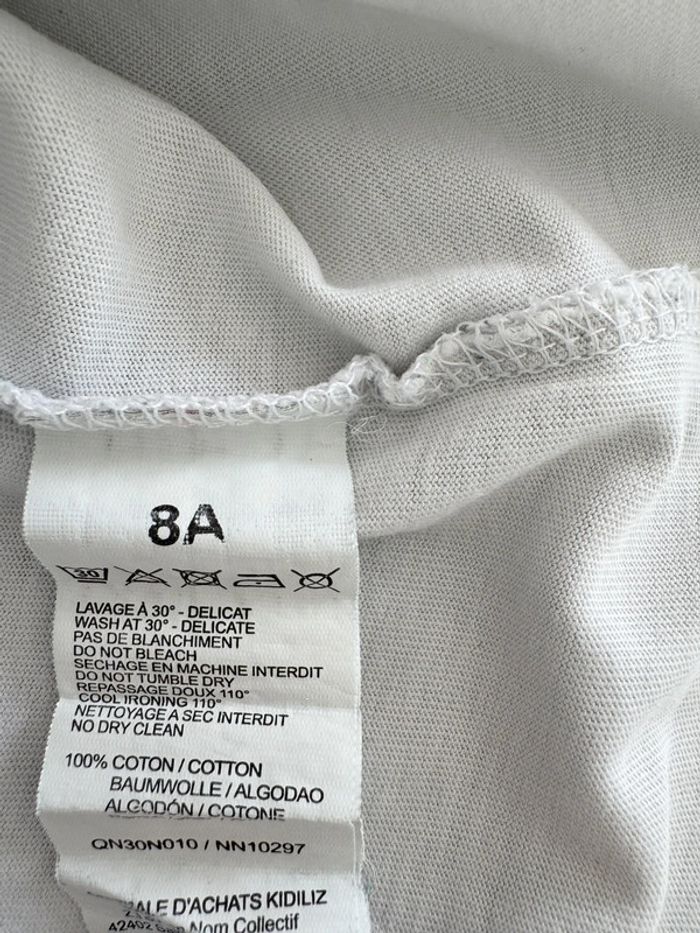 8A
30
LAVAGE À 30° - DELICAT
WASH AT 30° - DELICATE
PAS DE BLANCHIMENT
DO NOT BLEACH
SECHAGE EN MACHINE INTERDIT
DO NOT TUMBLE DRY
REPASSAGE DOUX 110°
COOL IRONING 110°
NETTOYAGE A SEC INTERDIT
NO DRY CLEAN
100% COTON / COTTON
BAUMWOLLE / ALGODAO
ALGODÓN / COTONE
QN30N010 / NN10297
D'ACHATS KIDILIZ
Nom Collectif